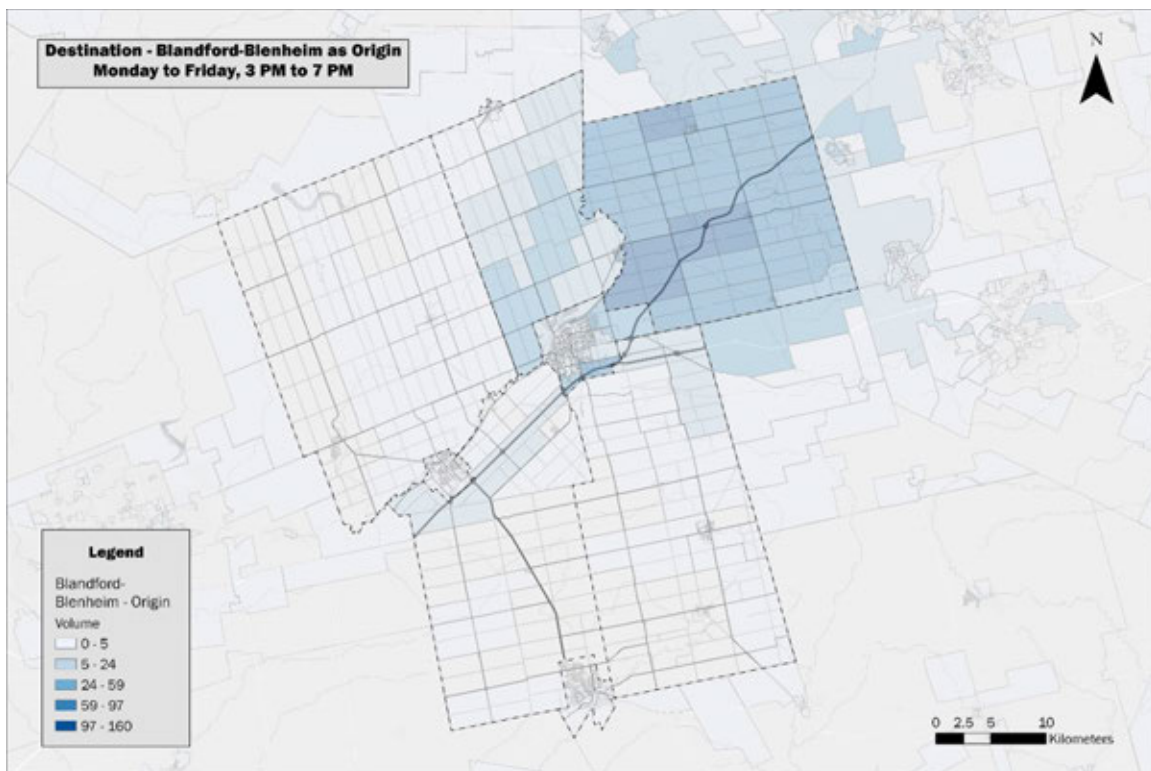 Destination - Blandford-Blenheim as Origin
Monday to Friday, 3 PM to 7 PM
N
Legend
Blandford-
Blenheim - Origin
Volume
0 - 5
5 - 24
24 - 59
59 - 97
97 - 160
0 2.5 5 10
Kilometers